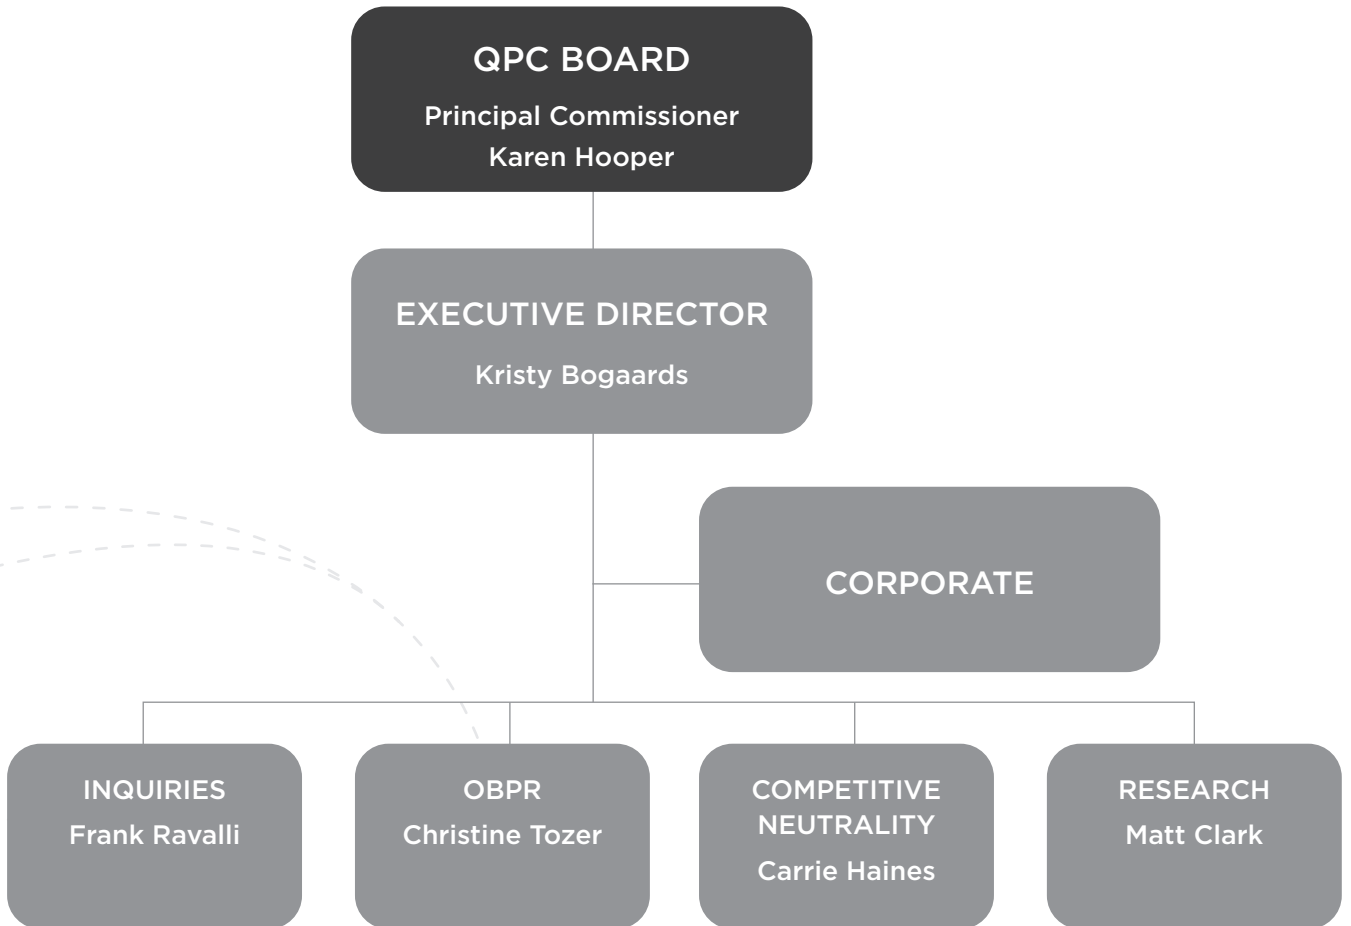 QPC BOARD
Principal Commissioner
Karen Hooper
EXECUTIVE DIRECTOR
Kristy Bogaards
CORPORATE
INQUIRIES
Frank Ravalli
OBPR
Christine Tozer
COMPETITIVE
NEUTRALITY
Carrie Haines
RESEARCH
Matt Clark